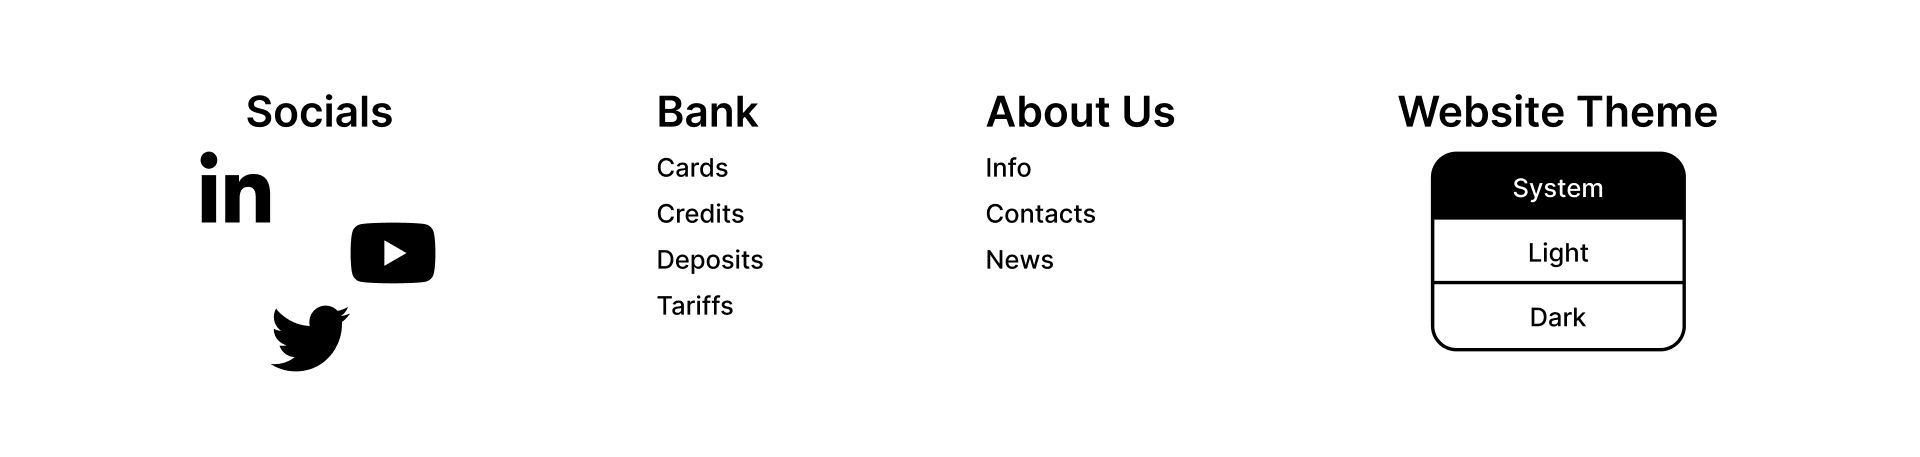 Socials
in
Bank
Cards
Credits
Deposits
Tariffs
About Us
Info
Contacts
News
Website Theme
System
Light
Dark